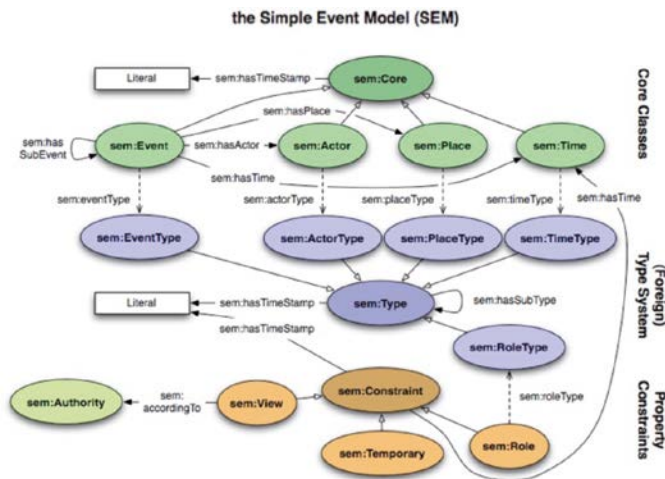 the Simple Event Model (SEM)
Literal
sem:hasTimeStamp
sem:Core
Core Classes
sem:hasPlace
sem:has
SubEvent
sem:Event
sem:hasActor
sem:Actor
sem:Place
sem:Time
sem:hasTime
sem:eventType
sem:actorType
sem:placeType
sem:timeType
sem:hasTime
sem:EventType
sem:ActorType
sem:PlaceType
sem:TimeType
(Foreign)
Type System
Literal
sem:hasTimeStamp
sem:Type
sem:hasSubType
sem:hasTimeStamp
sem:RoleType
sem:Constraint
sem:roleType
Property
Constraints
sem:Authority
sem:
accordingTo
sem:View
sem:Temporary
sem:Role